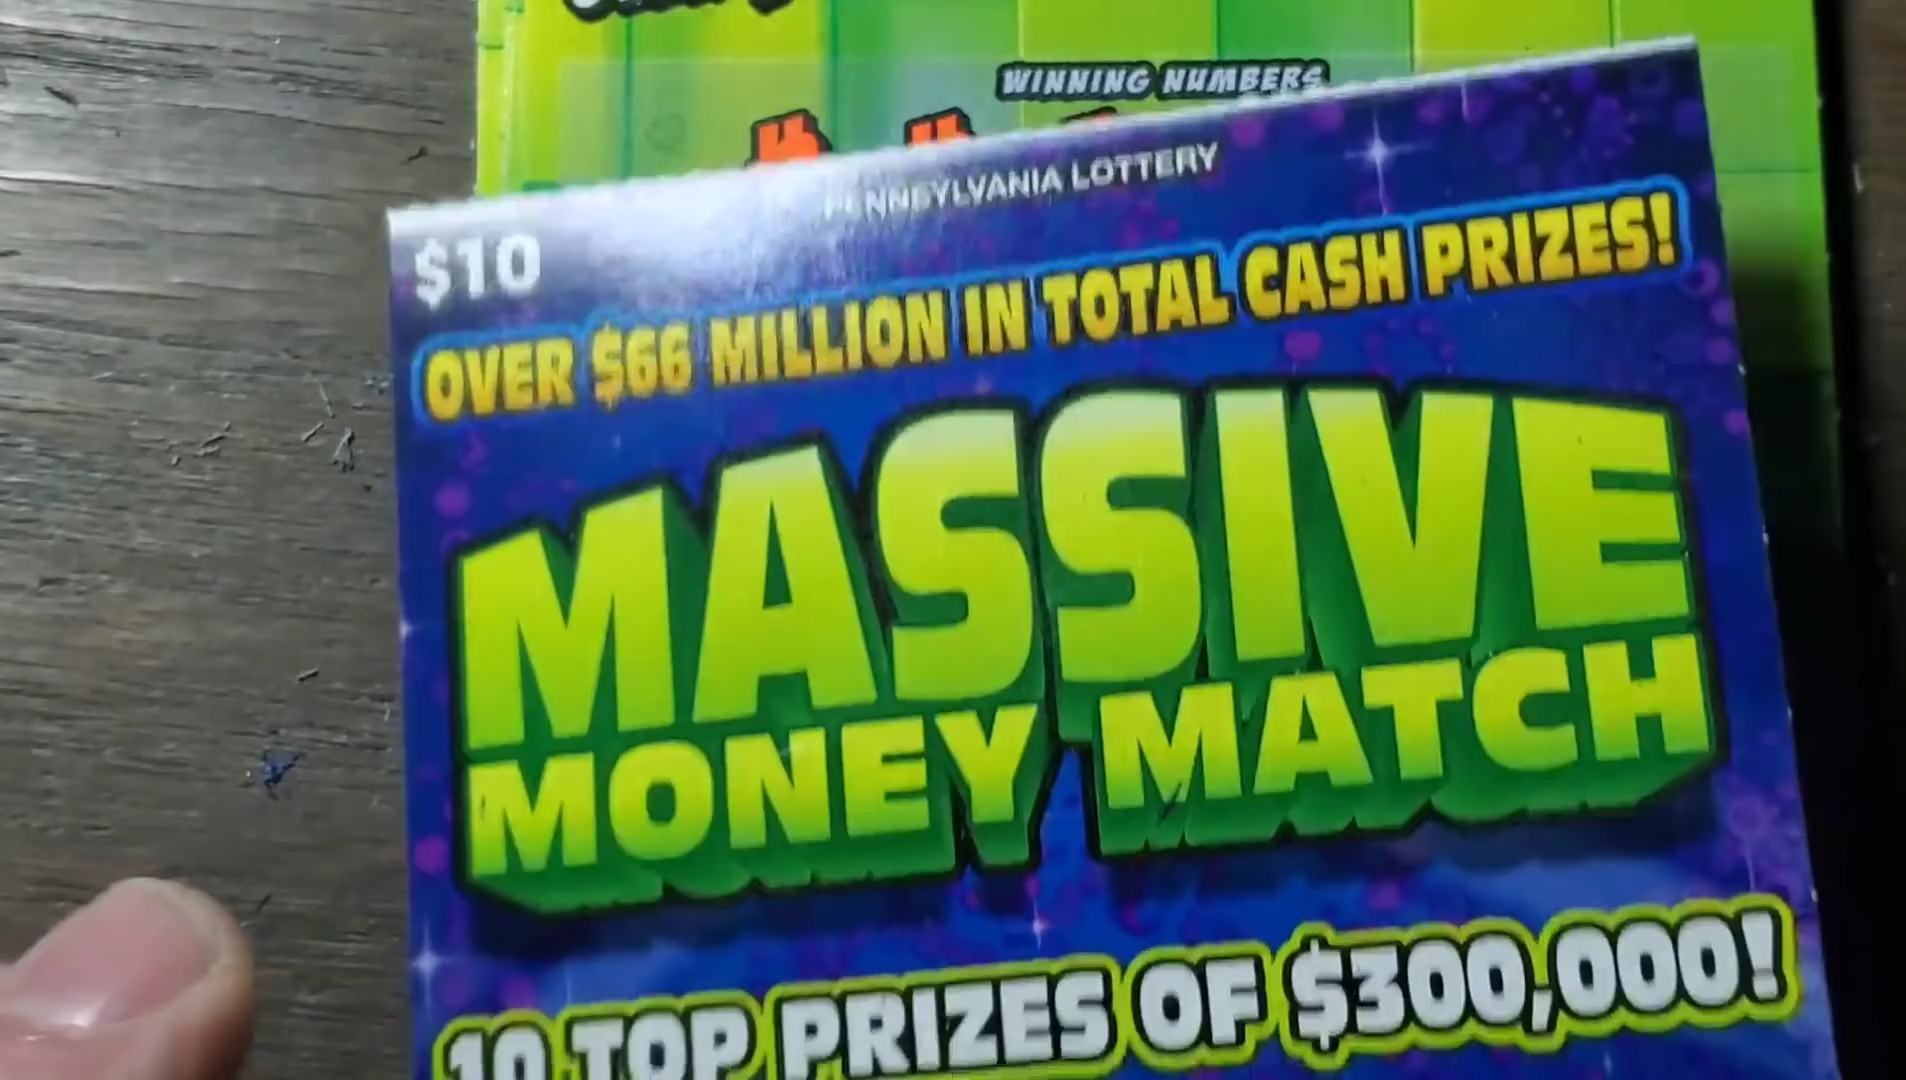 WINNING NUMBERS
PENNSYLVANIA LOTTERY
$10
OVER $66 MILLION IN TOTAL CASH PRIZES!
MASSIVE
MONEY MATCH
10 TOP PRIZES OF $300,000!